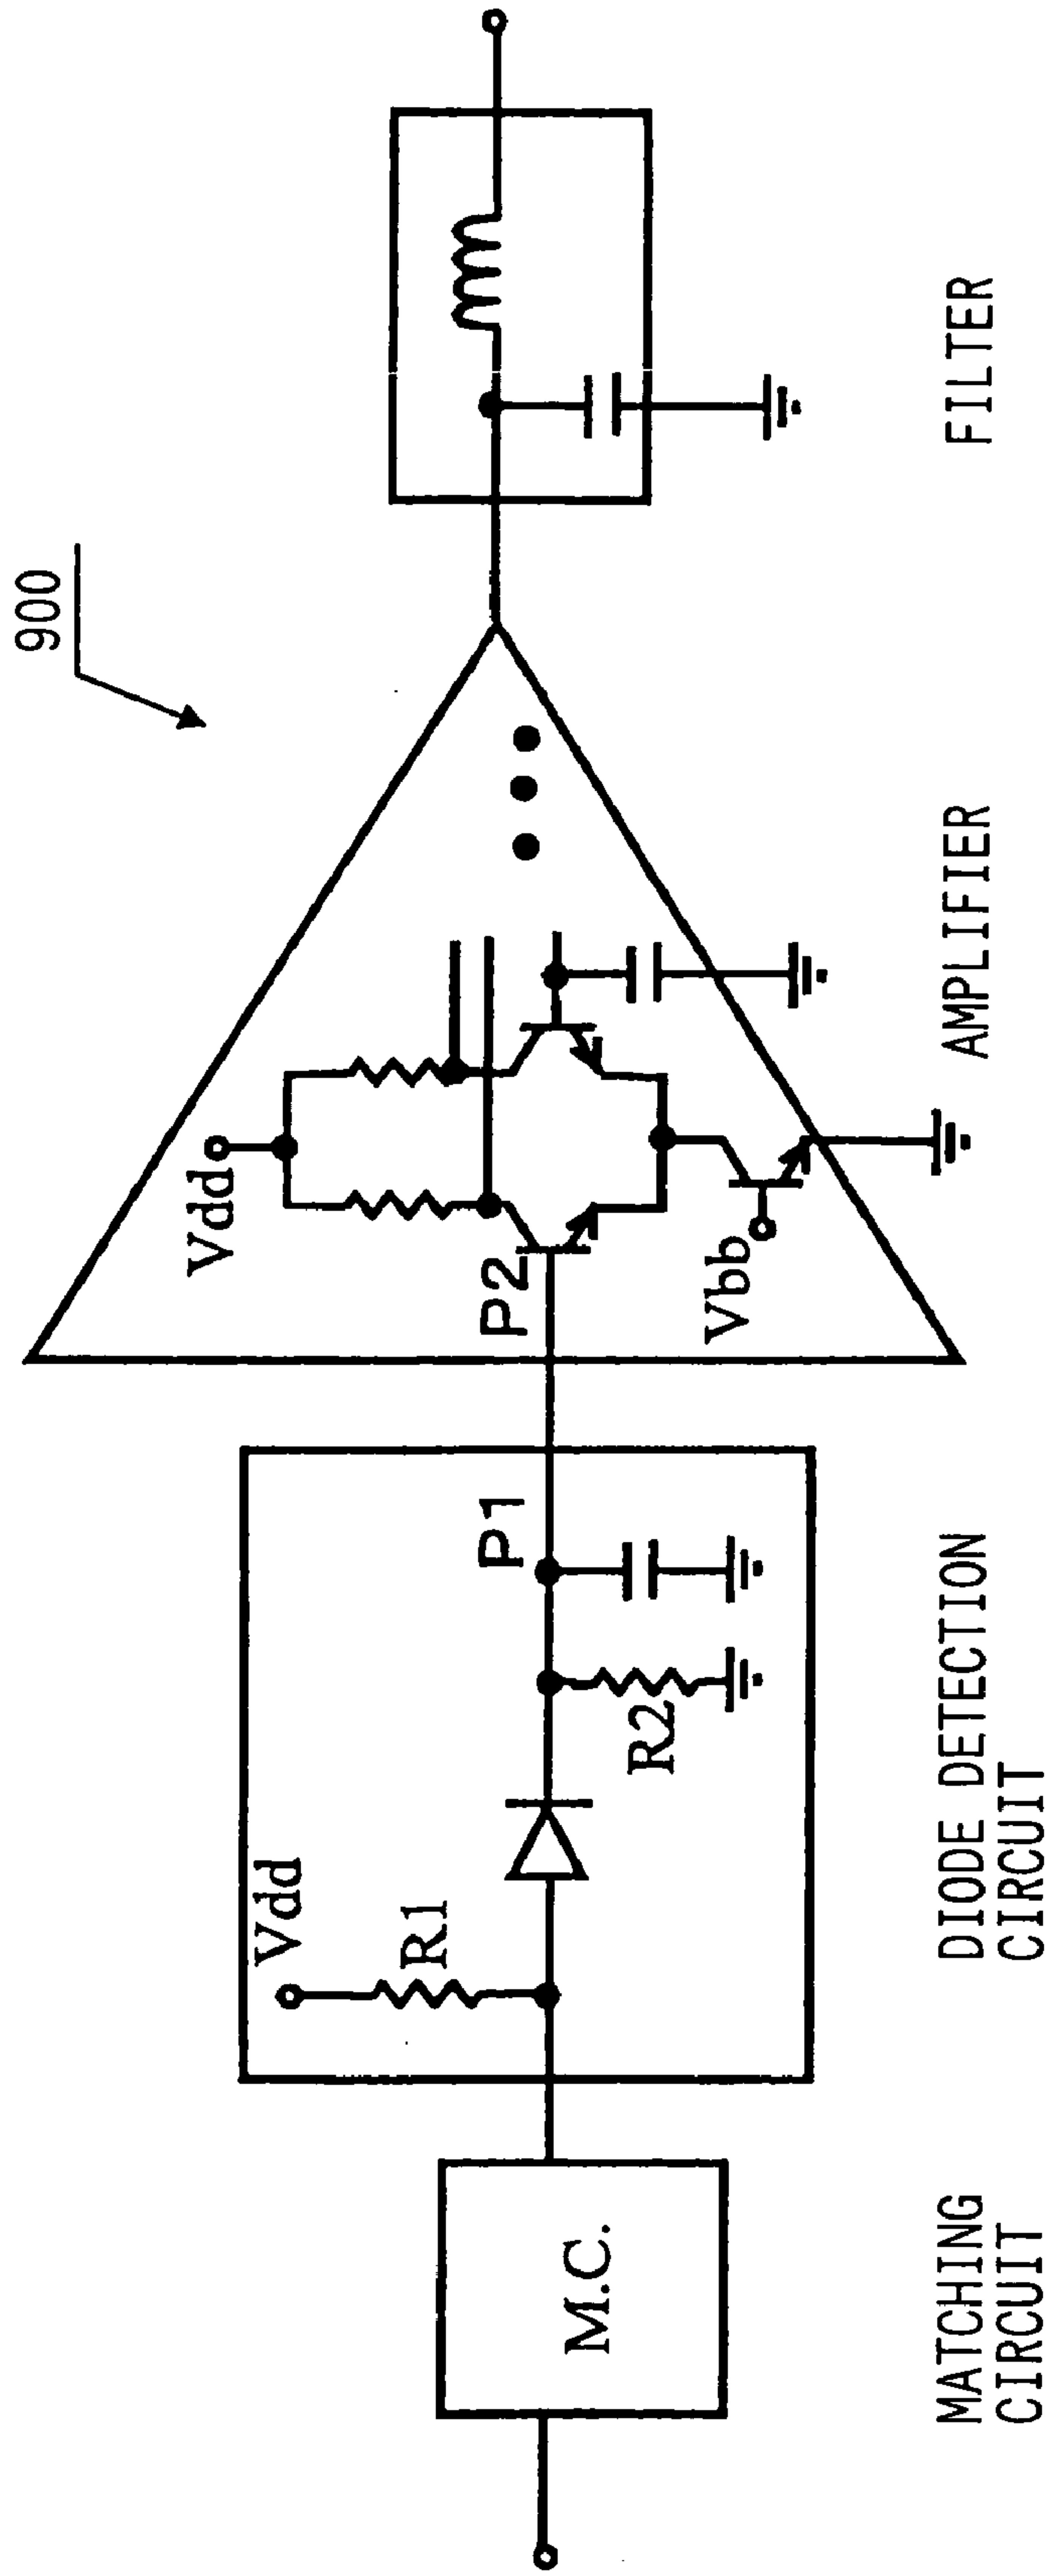 900
M.C.
Vdd
R1
R2
P1
P2
Vdd
Vbb
MATCHING
CIRCUIT
DIODE DETECTION
CIRCUIT
AMPLIFIER
FILTER